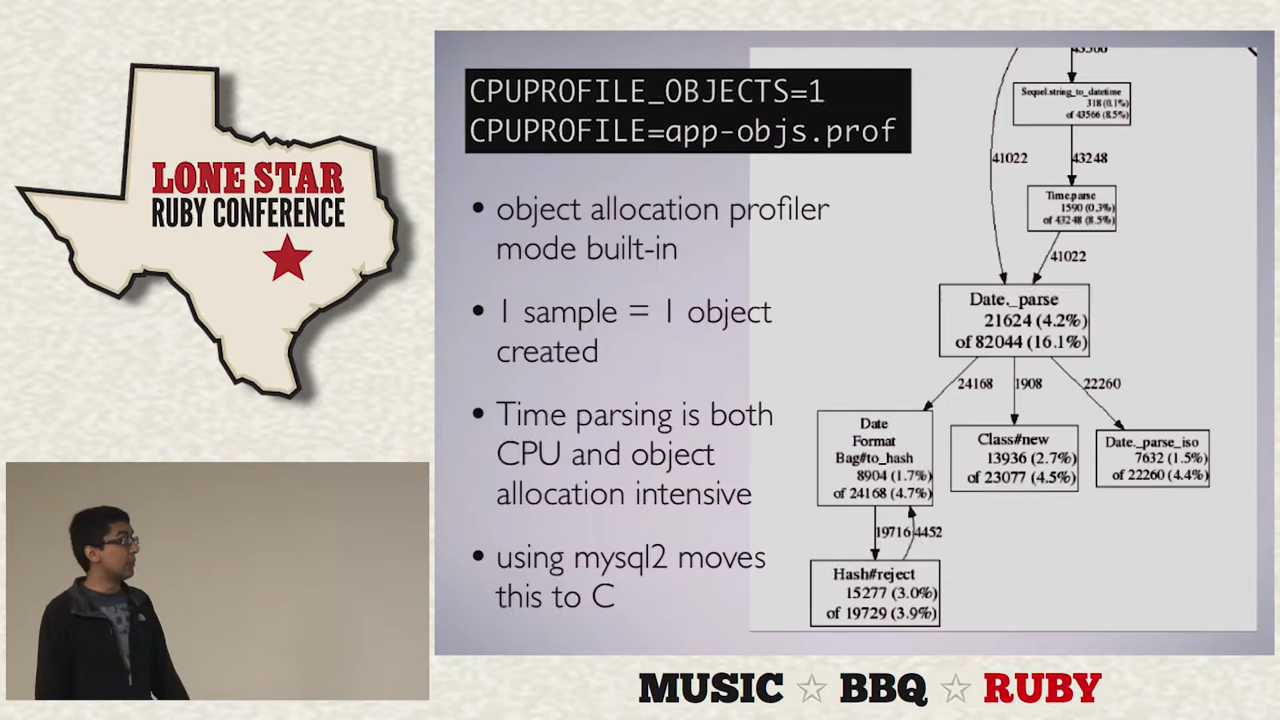 LONE STAR
RUBY CONFERENCE
CPUPROFILE_OBJECTS=1
CPUPROFILE=app-objs.prof
• object allocation profiler
mode built-in
• 1 sample = 1 object
created
• Time parsing is both
CPU and object
allocation intensive
• using mysql2 moves
this to C
Sequel.string_to_datetime
318 (0.1%)
of 43566 (8.5%)
41022
43248
Time.parse
1590 (0.3%)
of 43248 (8.5%)
41022
Date._parse
21624 (4.2%)
of 82044 (16.1%)
24168
1908
22260
Date
Format
Bag#to_hash
8904 (1.7%)
of 24168 (4.7%)
Class#new
13936 (2.7%)
of 23077 (4.5%)
Date._parse_iso
7632 (1.5%)
of 22260 (4.4%)
19716
4452
Hash#reject
15277 (3.0%)
of 19729 (3.9%)
MUSIC ☆ BBQ ☆ RUBY